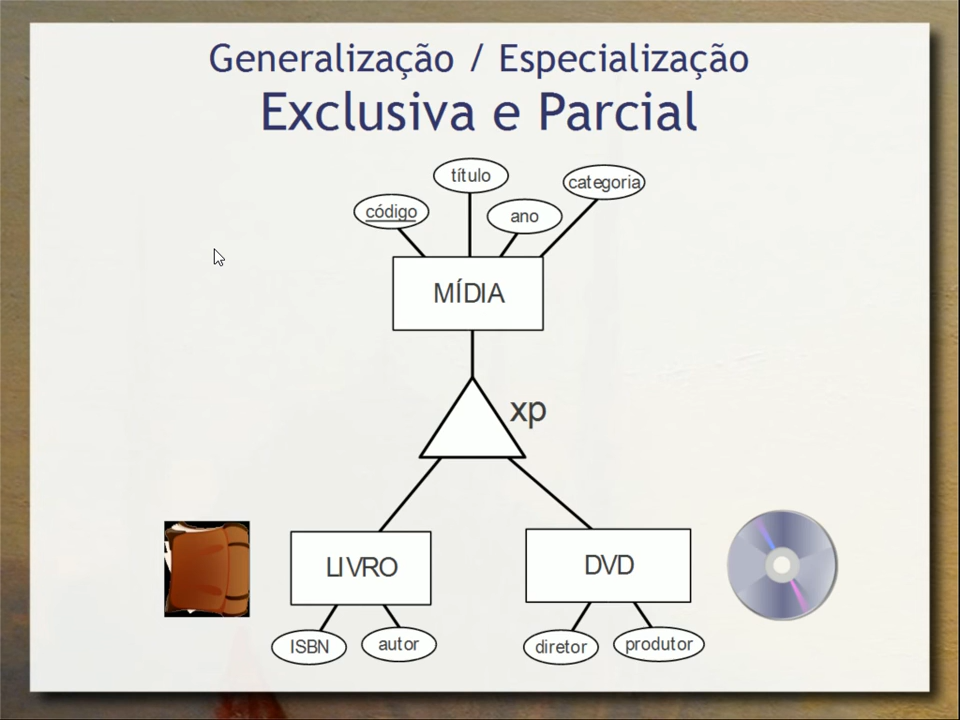 Generalização / Especialização
Exclusiva e Parcial
título
categoria
código
ano
MÍDIA
xp
LIVRO
DVD
ISBN
autor
diretor
produtor